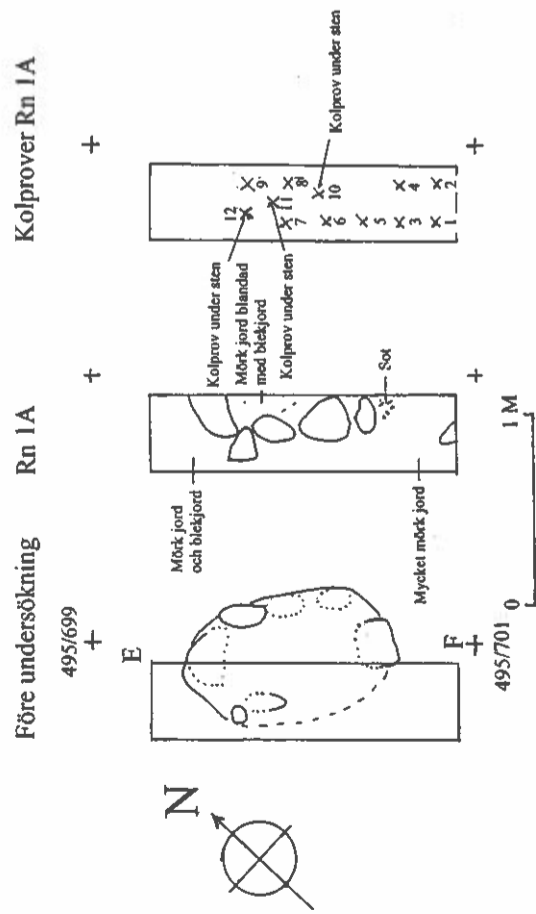 Före undersökning
Rn 1A
Kolprover Rn 1A
495/699
E
N
F
495/701
Mörk jord
och blekjord
Mycket mörk jord
Sot
0
1 M
Kolprov under sten
Mörk jord blandad
med blekjord
Kolprov under sten
Kolprov under sten
12
9
11
8
7
10
6
5
4
3
2
1